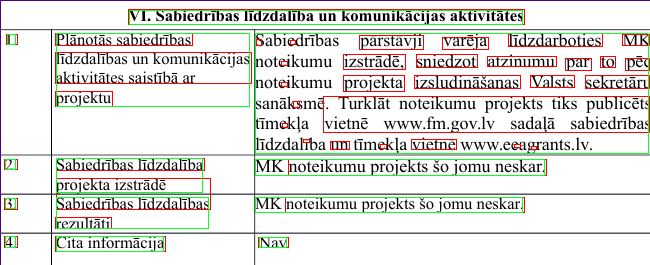 VI. Sabiedrības līdzdalība un komunikācijas aktivitātes
1.
Plānotās sabiedrības
līdzdalības un komunikācijas
aktivitātes saistībā ar
projektu
Sabiedrības pārstavji varēja līdzdarboties MK
noteikumu izstrādē, sniedzot atzinumu par to pēc
noteikumu projekta izsludināšanas Valsts sekretāru
sanāksmē. Turklāt noteikumu projekts tiks publicēts
tīmekļa vietnē www.fm.gov.lv sadaļā sabiedrības
līdzdalība un tīmekļa vietnē www.eeagrants.lv.
2.
Sabiedrības līdzdalība
projekta izstrādē
MK noteikumu projekts šo jomu neskar.
3.
Sabiedrības līdzdalības
rezultāti
MK noteikumu projekts šo jomu neskar.
4.
Cita informācija
Nav